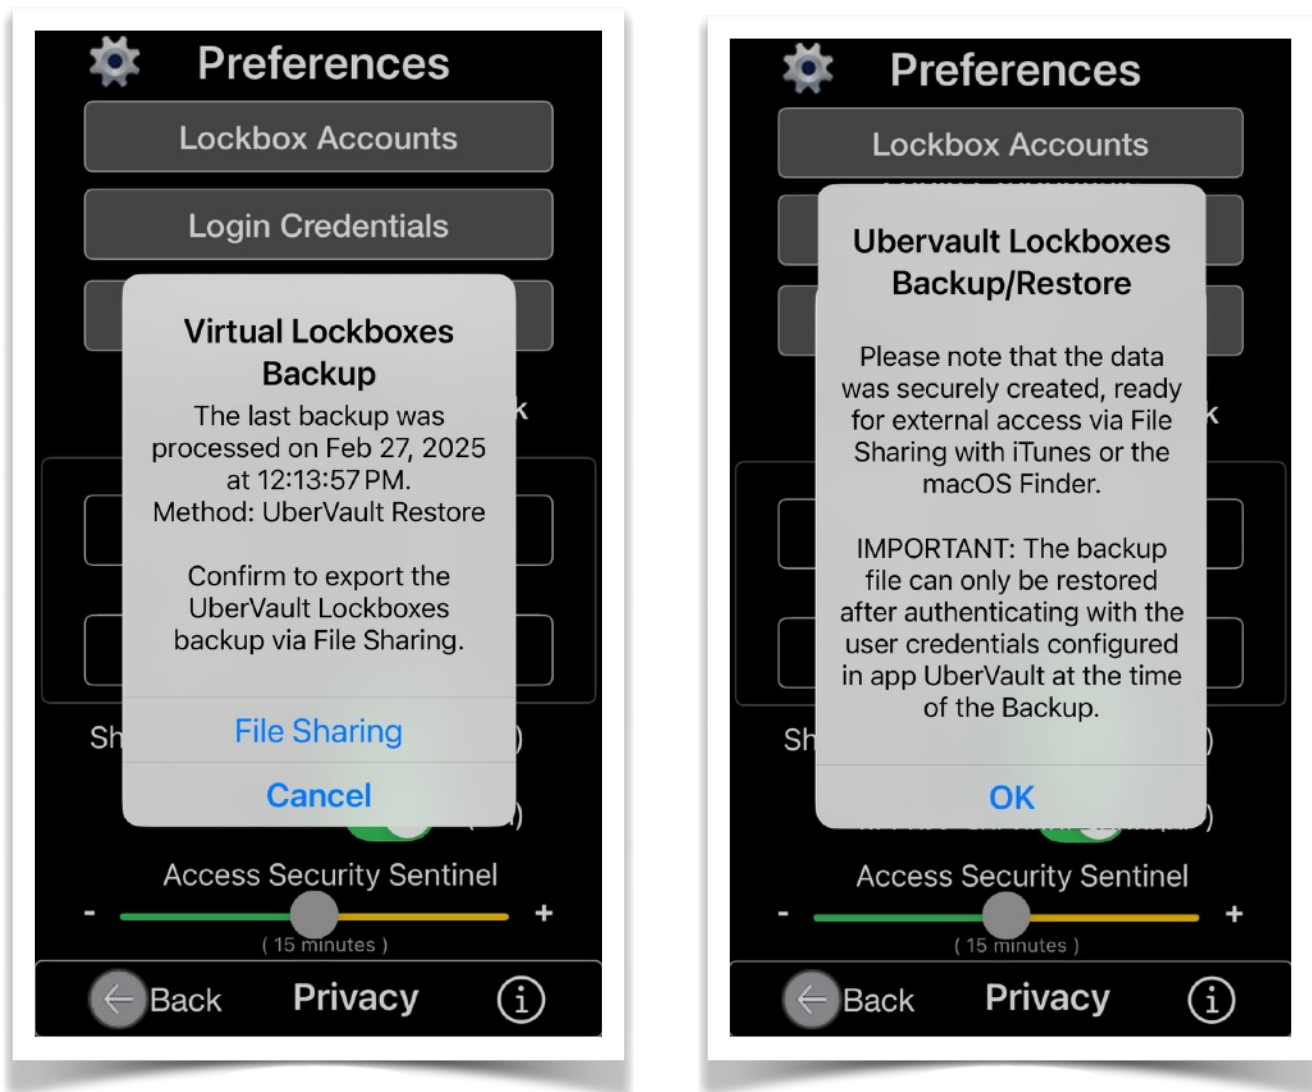 Preferences
Lockbox Accounts
Login Credentials
Virtual Lockboxes
Backup
The last backup was
processed on Feb 27, 2025
at 12:13:57 PM.
Method: UberVault Restore
Confirm to export the
UberVault Lockboxes
backup via File Sharing.
File Sharing
Cancel
k
Sh
)
)
Access Security Sentinel
- +
( 15 minutes )
Back Privacy i
Preferences
Lockbox Accounts
Ubervault Lockboxes
Backup/Restore
Please note that the data
was securely created, ready
for external access via File
Sharing with iTunes or the
macOS Finder.
IMPORTANT: The backup
file can only be restored
after authenticating with the
user credentials configured
in app UberVault at the time
of the Backup.
OK
k
Sh
)
)
Access Security Sentinel
- +
( 15 minutes )
Back Privacy i